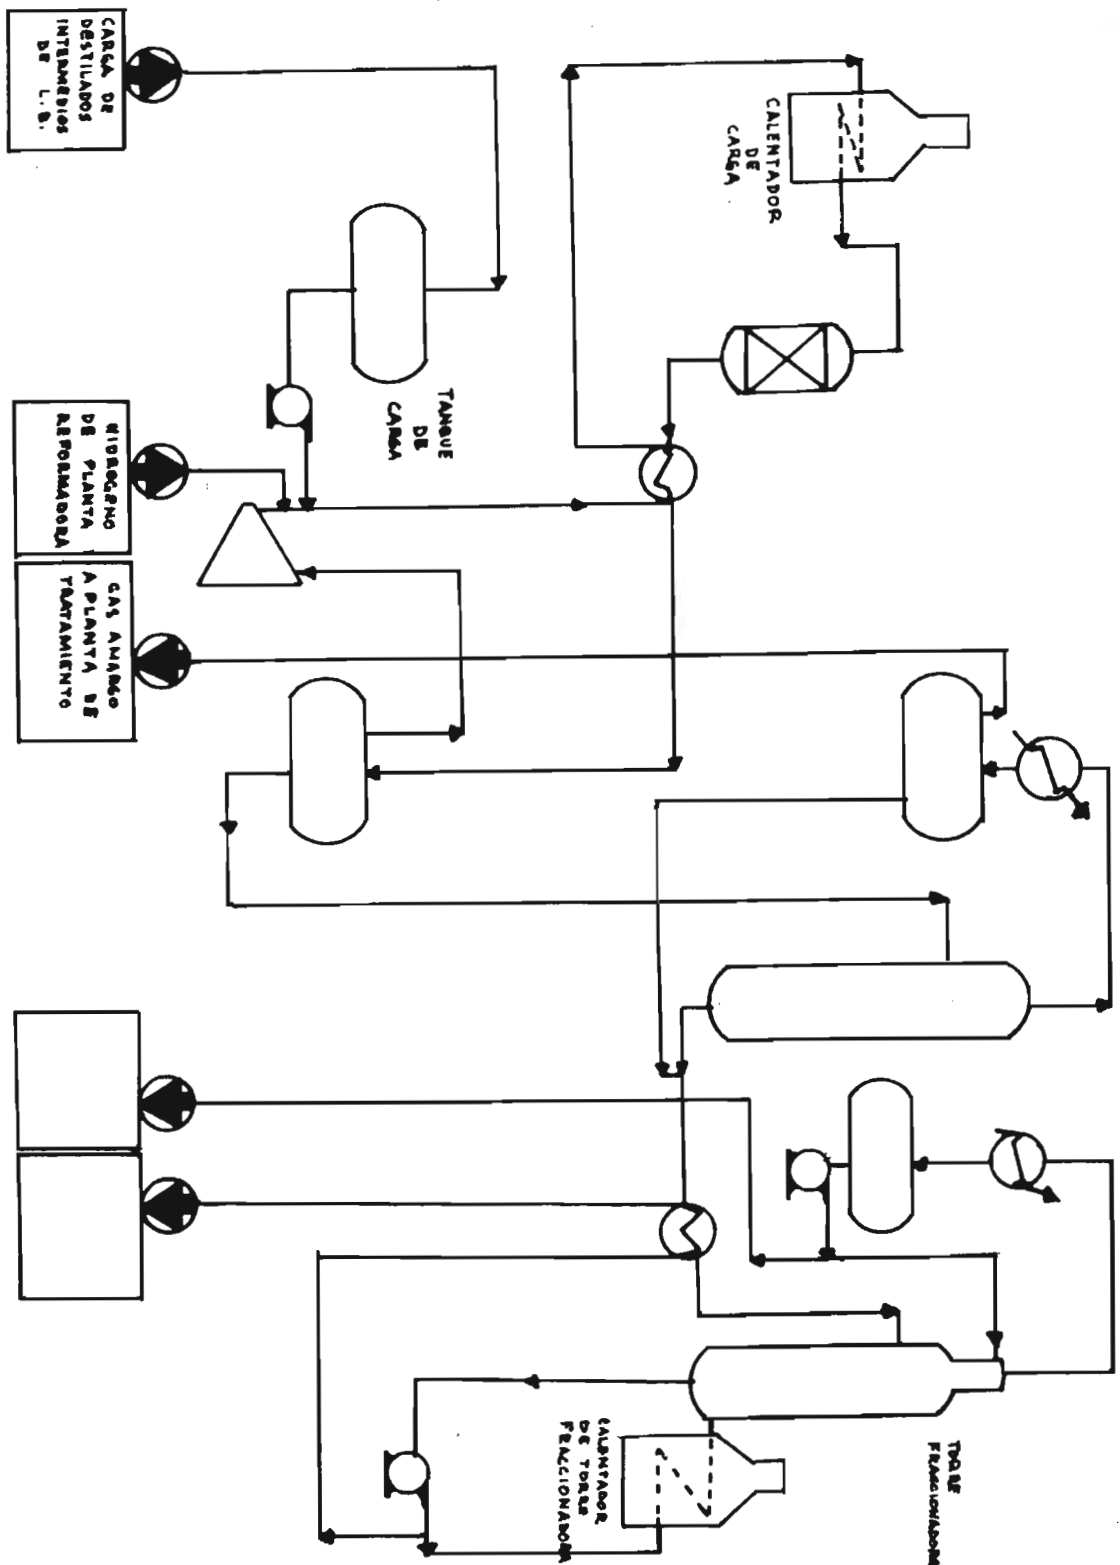 CARGA DE
DESTILADOS
INTERMEDIOS
DE L.B.
CALENTADOR
DE
CARGA
TANQUE
DE
CARGA
HIDROGENO
DE PLANTA
REFORMADORA
GAS AMARGO
A PLANTA DE
TRATAMIENTO
CALENTADOR
DE TORRE
FRACCIONADORA
TORRE
FRACCIONADORA